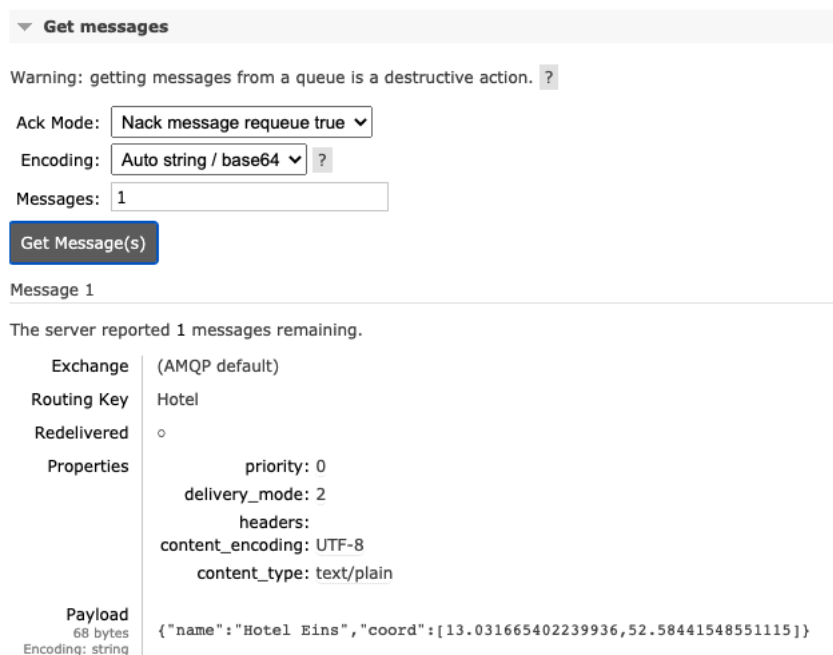 Get messages
Warning: getting messages from a queue is a destructive action. ?
Ack Mode: Nack message requeue true
Encoding: Auto string / base64 ?
Messages: 1
Get Message(s)
Message 1
The server reported 1 messages remaining.
Exchange (AMQP default)
Routing Key Hotel
Redelivered ○
Properties priority: 0
delivery_mode: 2
headers:
content_encoding: UTF-8
content_type: text/plain
Payload
68 bytes
Encoding: string
{"name":"Hotel Eins","coord":[13.031665402239936,52.58441548551115]}